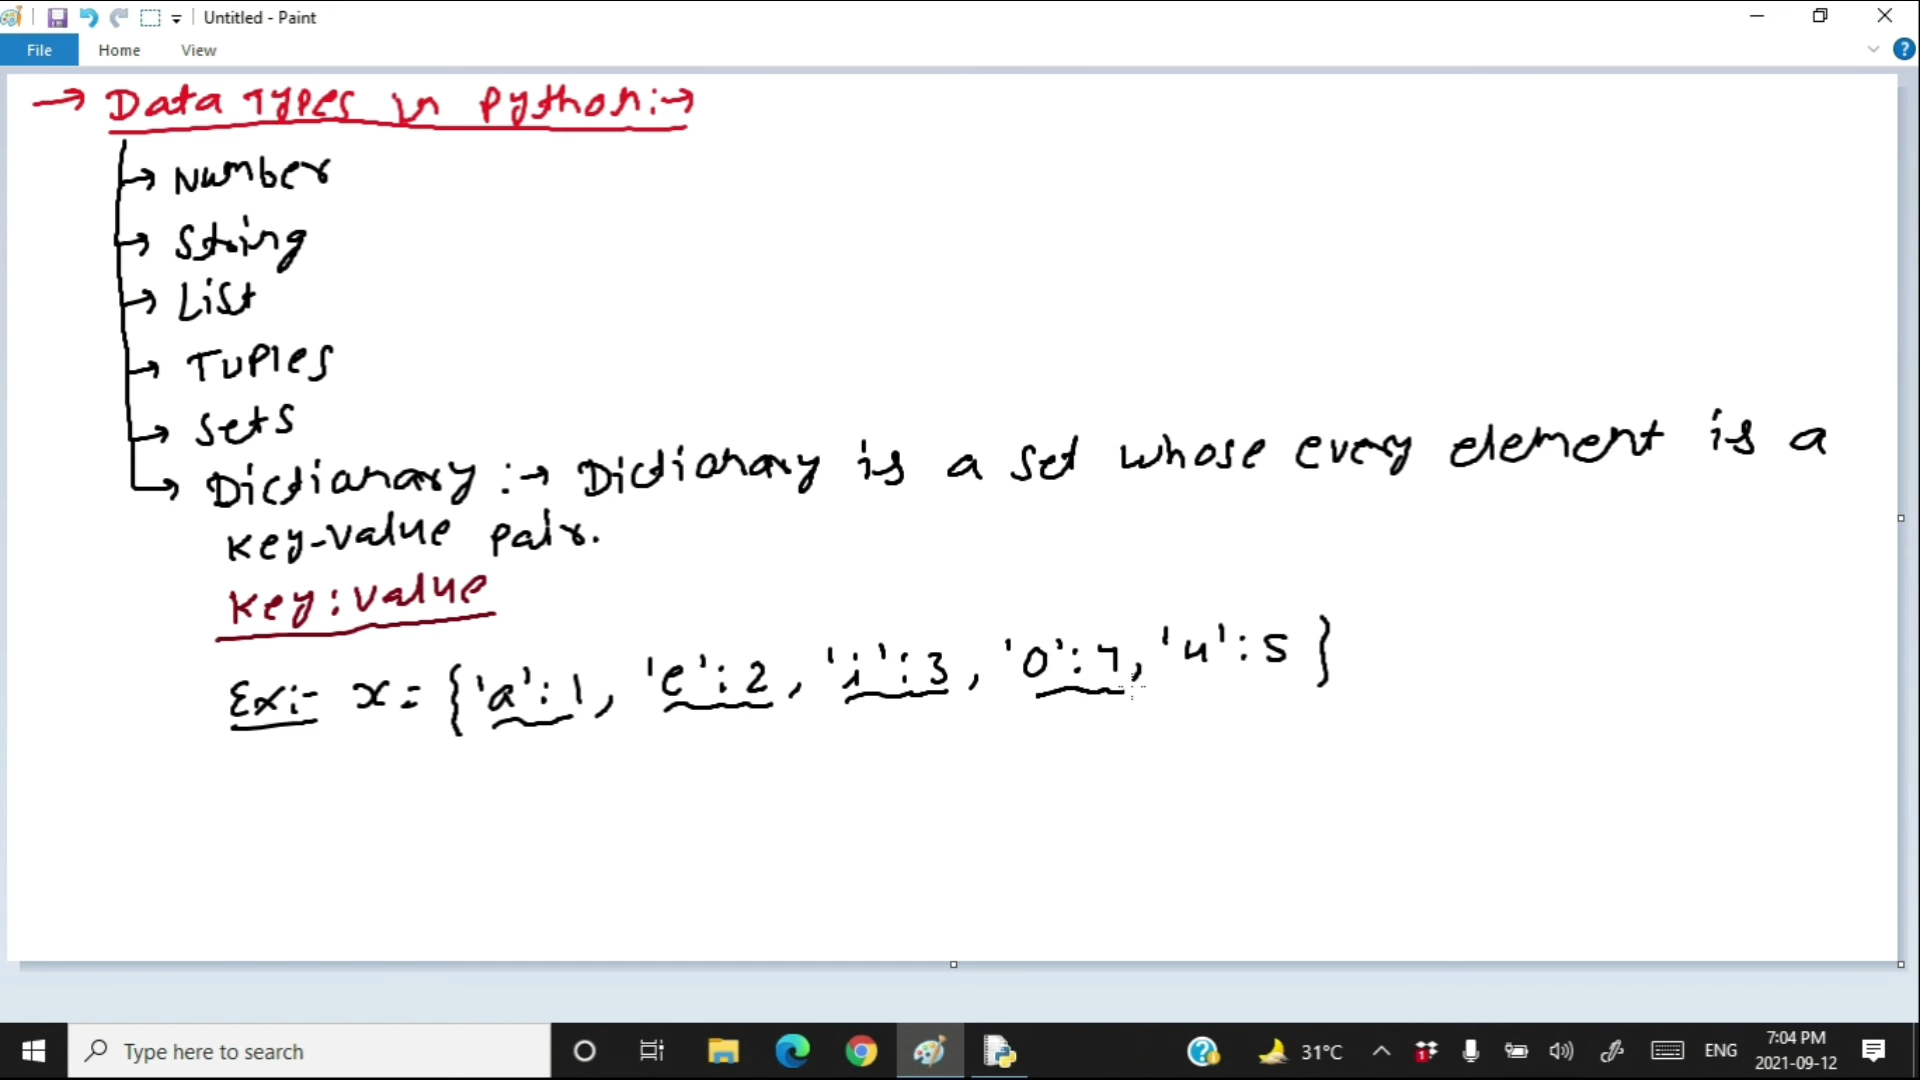 Untitled - Paint
File Home View
→ Data Types in Python:→
→ Number
→ String
→ List
→ Tuples
→ Sets
→ Dictionary :→ Dictionary is a set whose every element is a
Key-Value pair.
Key:Value
Ex:- x = {'a':1, 'e':2, 'i':3, 'o':4, 'u':5}
Type here to search
31°C
ENG
7:04 PM
2021-09-12